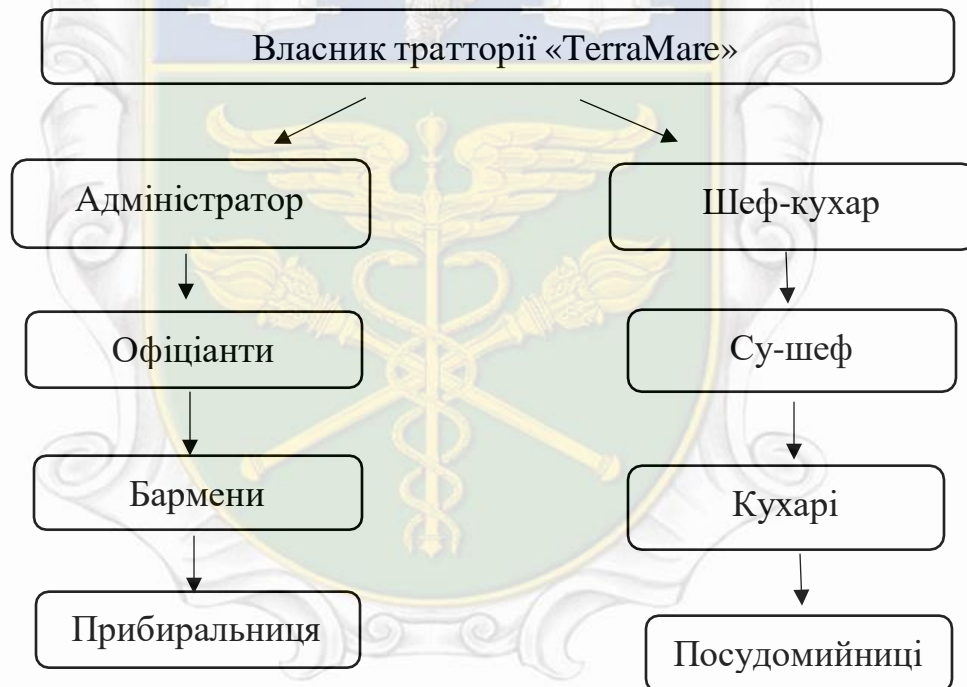 Власник тратторії «TerraMare»
Адміністратор
Шеф-кухар
Офіціанти
Су-шеф
Бармени
Кухарі
Прибиральниця
Посудомийниці